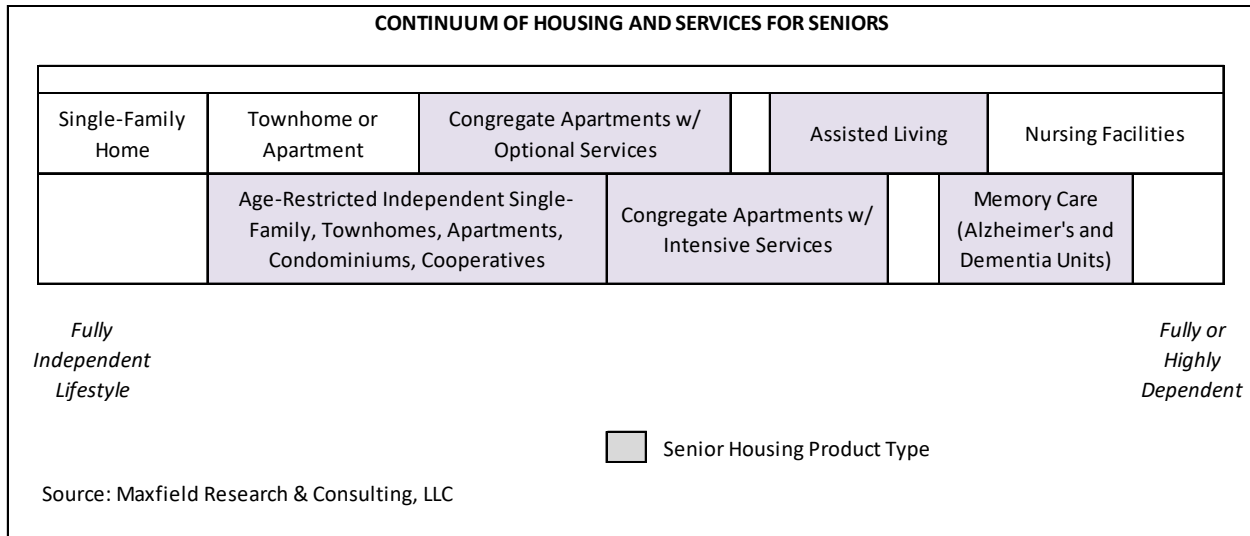 CONTINUUM OF HOUSING AND SERVICES FOR SENIORS
Single-Family
Home
Townhome or
Apartment
Congregate Apartments w/
Optional Services
Assisted Living
Nursing Facilities
Age-Restricted Independent Single-
Family, Townhomes, Apartments,
Condominiums, Cooperatives
Congregate Apartments w/
Intensive Services
Memory Care
(Alzheimer's and
Dementia Units)
Fully
Independent
Lifestyle
Fully or
Highly
Dependent
Senior Housing Product Type
Source: Maxfield Research & Consulting, LLC